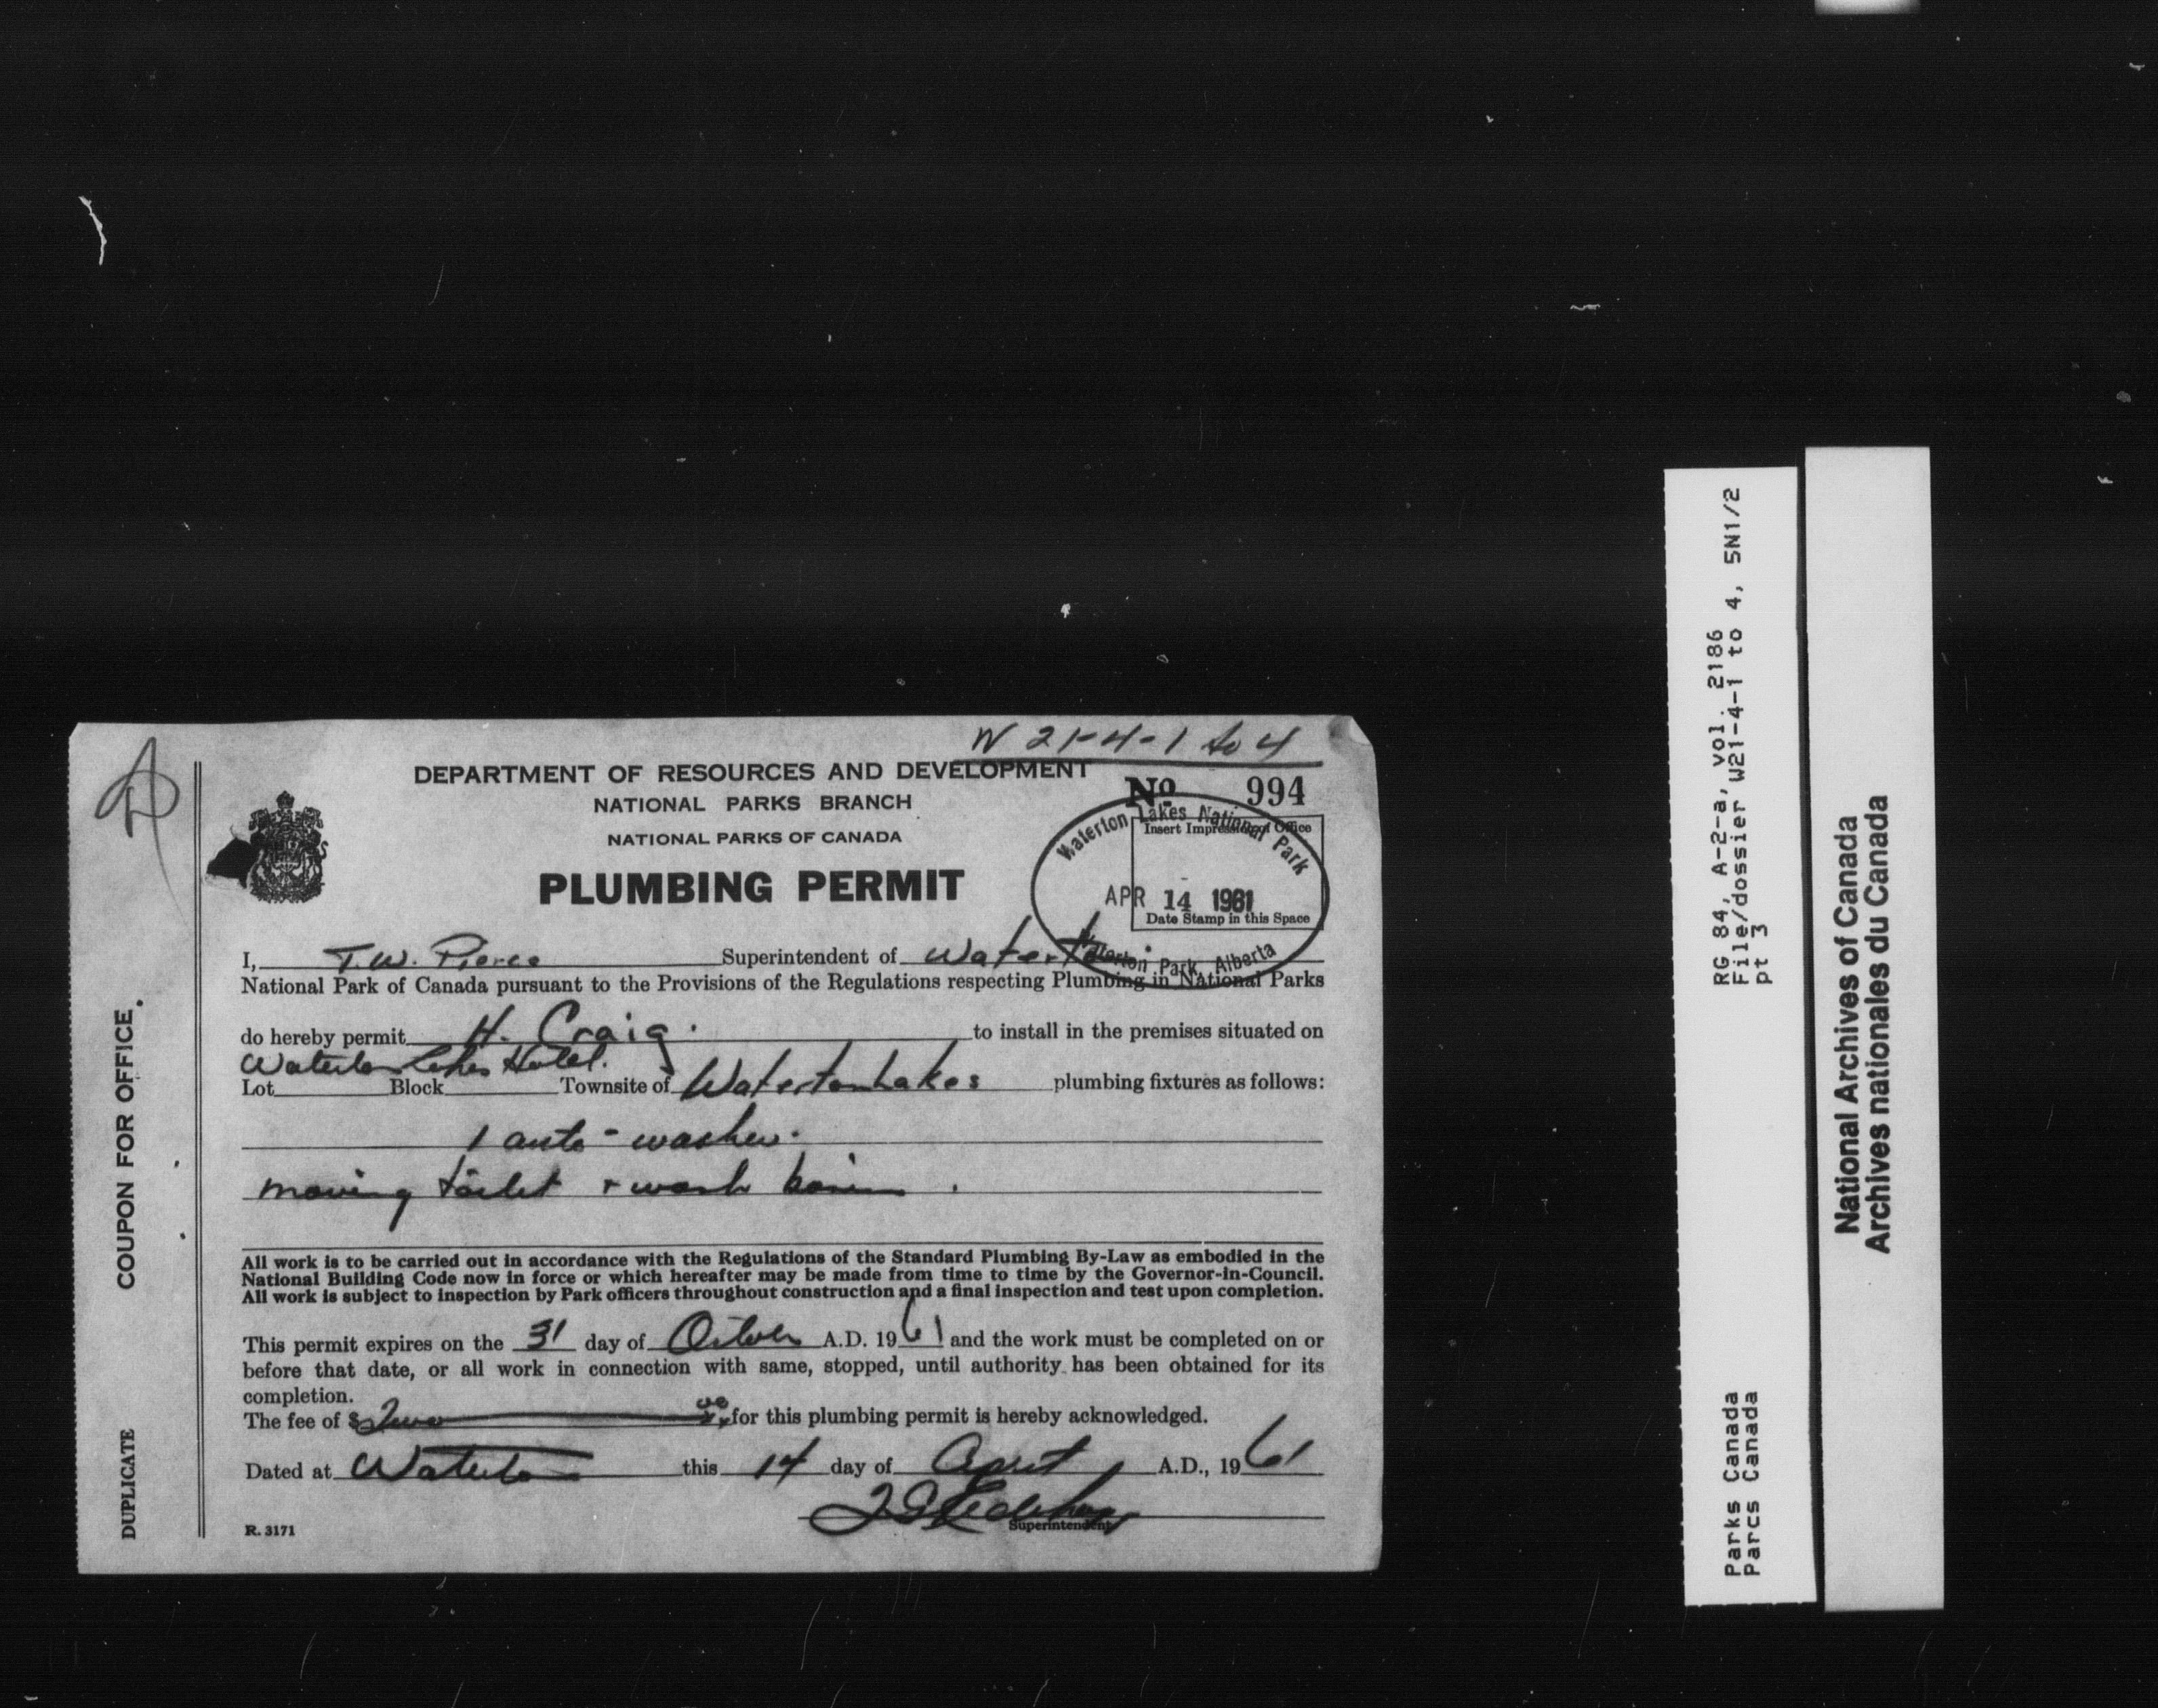 W 21-4-1 to 4
DEPARTMENT OF RESOURCES AND DEVELOPMENT
NATIONAL PARKS BRANCH
NATIONAL PARKS OF CANADA
PLUMBING PERMIT
No 994
Insert Impression of Office
Date Stamp in this Space
Waterton Lakes National Park
APR 14 1961
Waterton Park, Alberta
I, T.W. Pierce Superintendent of Waterton
National Park of Canada pursuant to the Provisions of the Regulations respecting Plumbing in National Parks
do hereby permit H. Craig. to install in the premises situated on
Waterton Lakes Hotel.
Lot Block Townsite of Waterton Lakes plumbing fixtures as follows:
1 auto-washer.
moving toilet + wash basin.
All work is to be carried out in accordance with the Regulations of the Standard Plumbing By-Law as embodied in the
National Building Code now in force or which hereafter may be made from time to time by the Governor-in-Council.
All work is subject to inspection by Park officers throughout construction and a final inspection and test upon completion.
This permit expires on the 31 day of A.D. 1961 and the work must be completed on or
before that date, or all work in connection with same, stopped, until authority has been obtained for its
completion.
The fee of $ Two 00/xx for this plumbing permit is hereby acknowledged.
Dated at Waterton this 14 day of April A.D., 1961
Superintendent
R. 3171
COUPON FOR OFFICE
DUPLICATE
RG 84, A-2-a, vol. 2186
File/dossier W21-4-1 to 4, 5N1/2
pt 3
Parks Canada
Parcs Canada
National Archives of Canada
Archives nationales du Canada